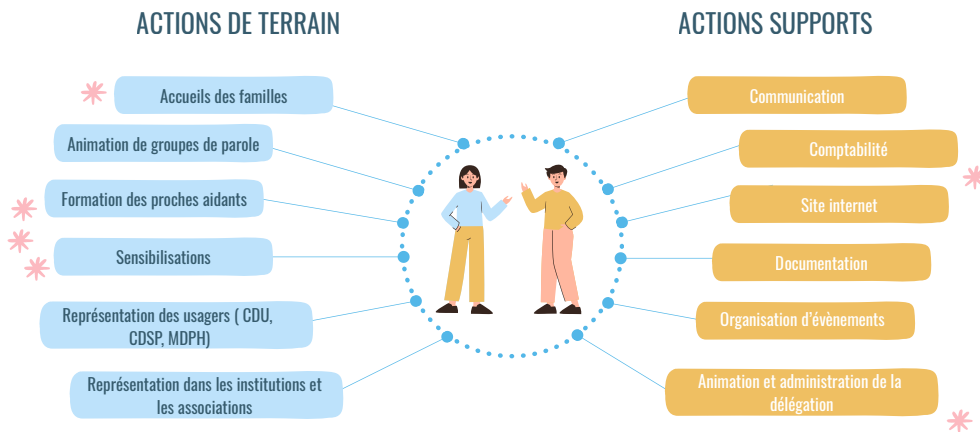 ACTIONS DE TERRAIN
Accueils des familles
Animation de groupes de parole
Formation des proches aidants
Sensibilisations
Représentation des usagers ( CDU,
CDSP, MDPH)
Représentation dans les institutions et
les associations
ACTIONS SUPPORTS
Communication
Comptabilité
Site internet
Documentation
Organisation d'évènements
Animation et administration de la
délégation